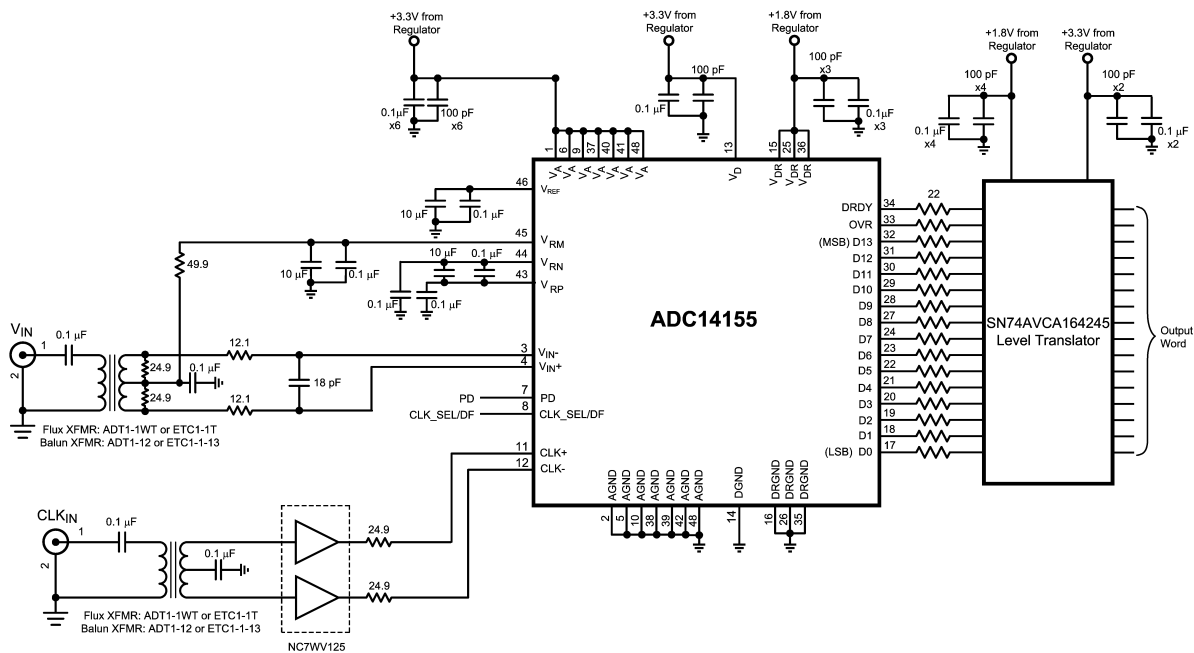 +3.3V from
Regulator
+3.3V from
Regulator
+1.8V from
Regulator
+1.8V from
Regulator
+3.3V from
Regulator
0.1 µF
x6
100 pF
x6
100 pF
0.1 µF
100 pF
x3
0.1µF
x3
100 pF
x4
0.1 µF
x4
100 pF
x2
0.1 µF
x2
1
6
9
37
40
41
48
13
15
25
36
VA
VA
VA
VA
VA
VA
VA
VD
VDR
VDR
VDR
46
VREF
10 µF
0.1 µF
45
VRM
49.9
10 µF
0.1 µF
44
VRN
10 µF
0.1 µF
43
VRP
0.1 µF
0.1 µF
ADC14155
VIN
1
2
0.1 µF
24.9
24.9
0.1 µF
12.1
12.1
18 pF
3
VIN-
4
VIN+
PD
7
PD
CLK_SEL/DF
8
CLK_SEL/DF
11
CLK+
12
CLK-
Flux XFMR: ADT1-1WT or ETC1-1T
Balun XFMR: ADT1-12 or ETC1-1-13
22
DRDY 34
OVR 33
(MSB) D13 32
D12 31
D11 30
D10 29
D9 28
D8 27
D7 24
D6 23
D5 22
D4 21
D3 20
D2 19
D1 18
(LSB) D0 17
SN74AVCA164245
Level Translator
Output
Word
AGND
AGND
AGND
AGND
AGND
AGND
AGND
DGND
DRGND
DRGND
DRGND
2
5
10
38
39
42
48
14
16
26
35
CLKIN
1
2
0.1 µF
0.1 µF
24.9
24.9
Flux XFMR: ADT1-1WT or ETC1-1T
Balun XFMR: ADT1-12 or ETC1-1-13
NC7WV125